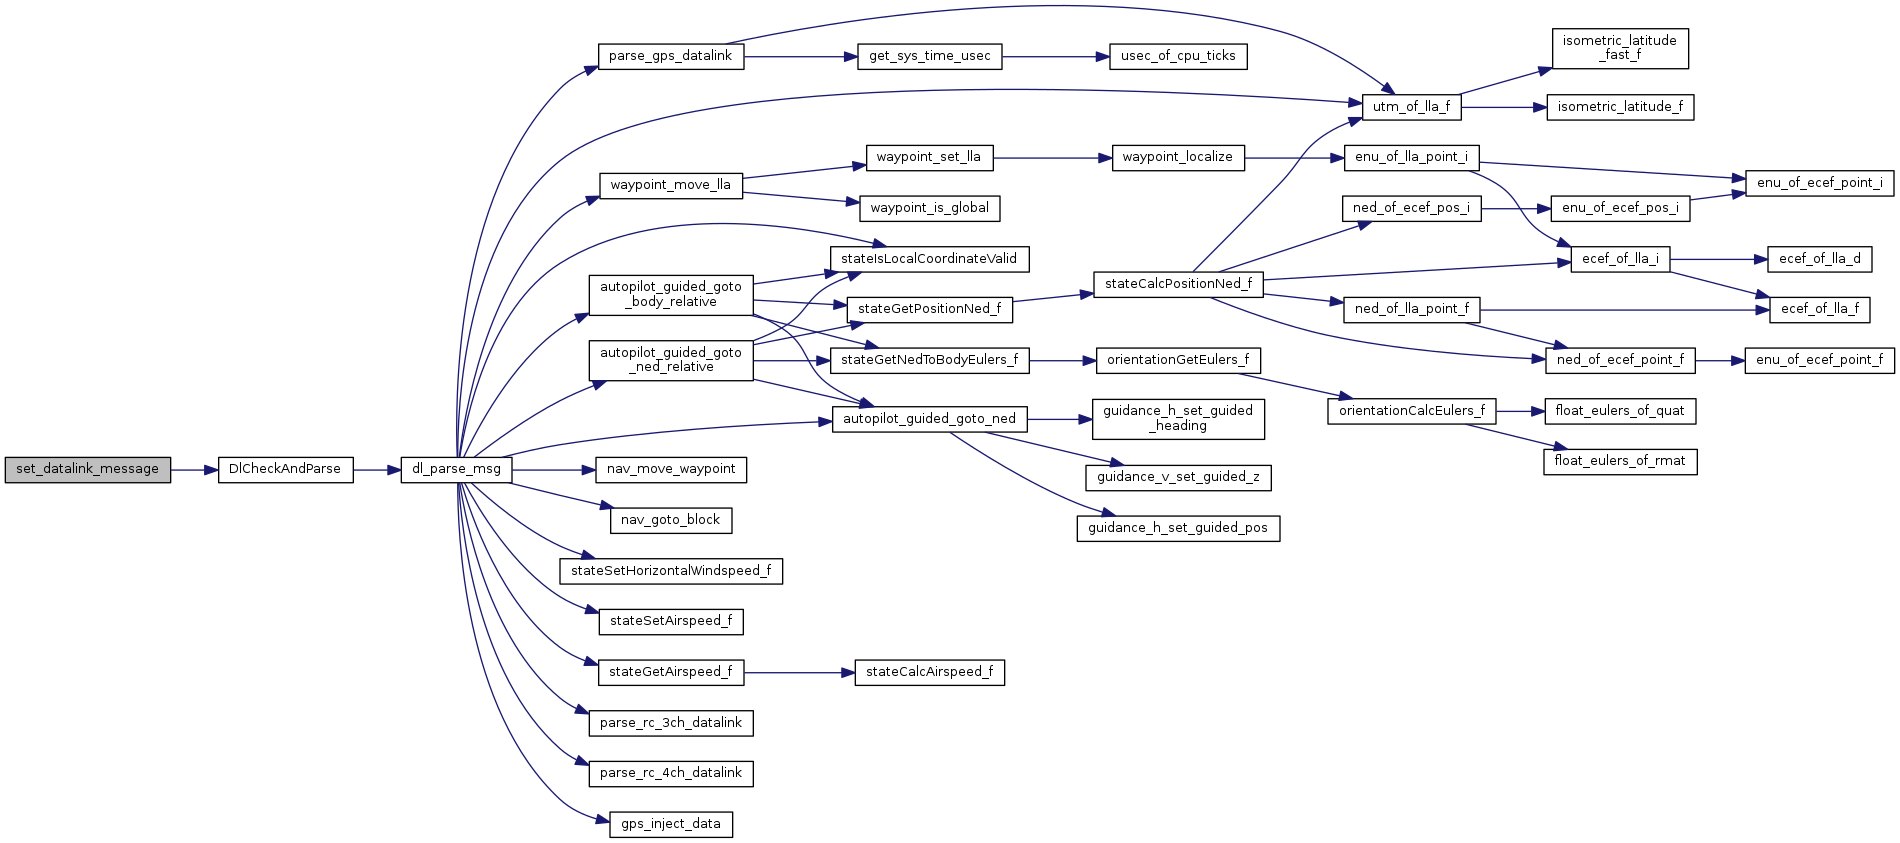 set_datalink_message
DlCheckAndParse
dl_parse_msg
parse_gps_datalink
get_sys_time_usec
usec_of_cpu_ticks
utm_of_lla_f
isometric_latitude
_fast_f
isometric_latitude_f
waypoint_move_lla
waypoint_set_lla
waypoint_is_global
waypoint_localize
enu_of_lla_point_i
enu_of_ecef_point_i
ned_of_ecef_pos_i
enu_of_ecef_pos_i
stateIsLocalCoordinateValid
autopilot_guided_goto
_body_relative
stateGetPositionNed_f
stateCalcPositionNed_f
ecef_of_lla_i
ecef_of_lla_d
ned_of_lla_point_f
ecef_of_lla_f
autopilot_guided_goto
_ned_relative
stateGetNedToBodyEulers_f
orientationGetEulers_f
ned_of_ecef_point_f
enu_of_ecef_point_f
autopilot_guided_goto_ned
guidance_h_set_guided
_heading
orientationCalcEulers_f
float_eulers_of_quat
float_eulers_of_rmat
guidance_v_set_guided_z
guidance_h_set_guided_pos
nav_move_waypoint
nav_goto_block
stateSetHorizontalWindspeed_f
stateSetAirspeed_f
stateGetAirspeed_f
stateCalcAirspeed_f
parse_rc_3ch_datalink
parse_rc_4ch_datalink
gps_inject_data